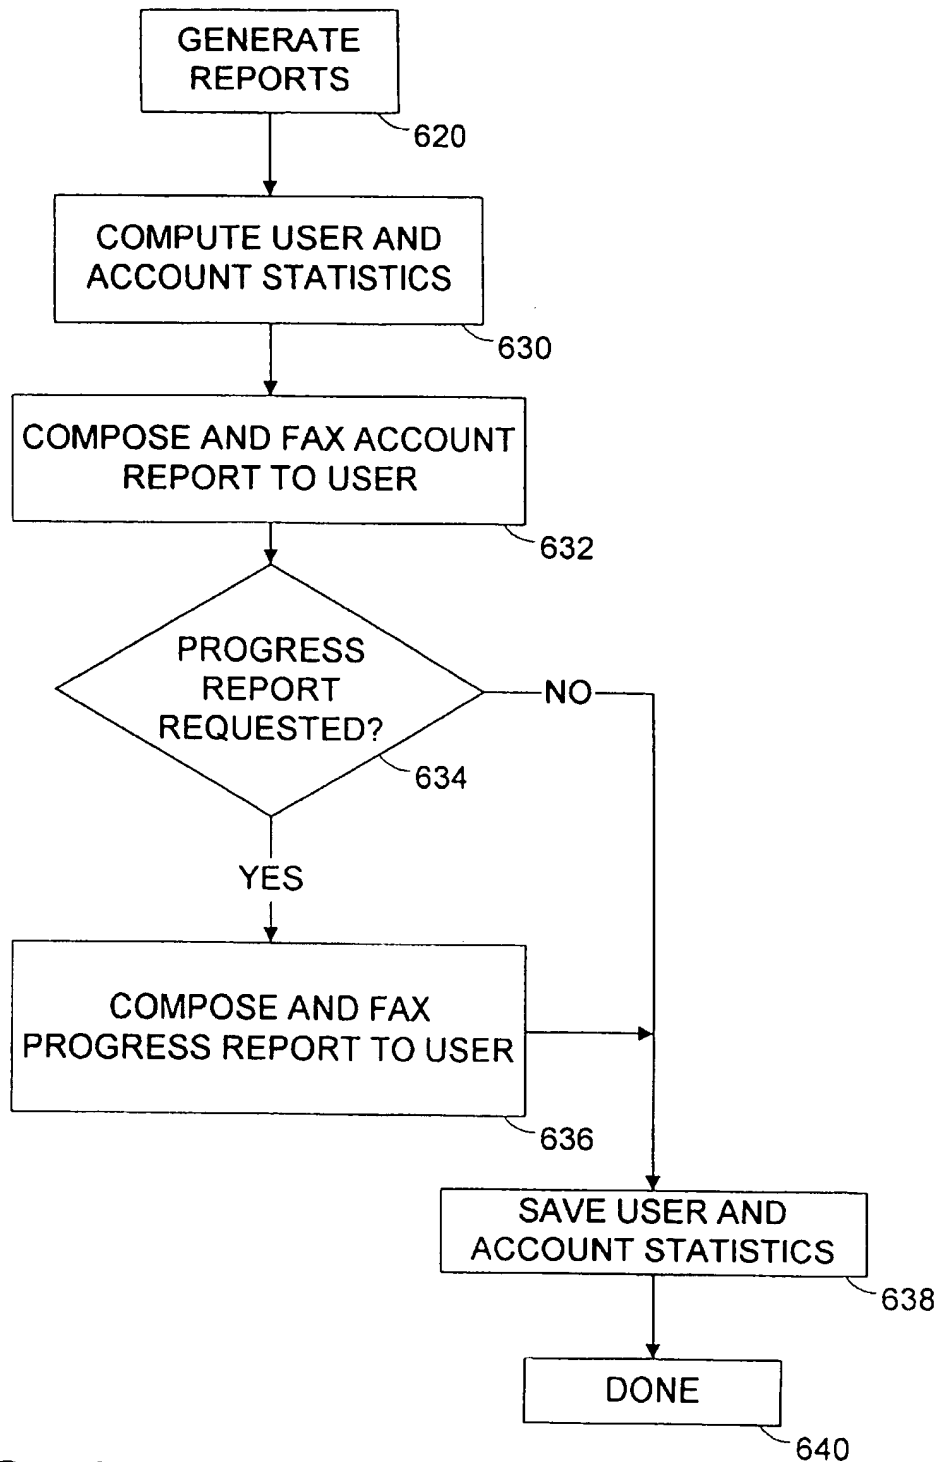 GENERATE
REPORTS
620
COMPUTE USER AND
ACCOUNT STATISTICS
630
COMPOSE AND FAX ACCOUNT
REPORT TO USER
632
PROGRESS
REPORT
REQUESTED?
NO
634
YES
COMPOSE AND FAX
PROGRESS REPORT TO USER
636
SAVE USER AND
ACCOUNT STATISTICS
638
DONE
640